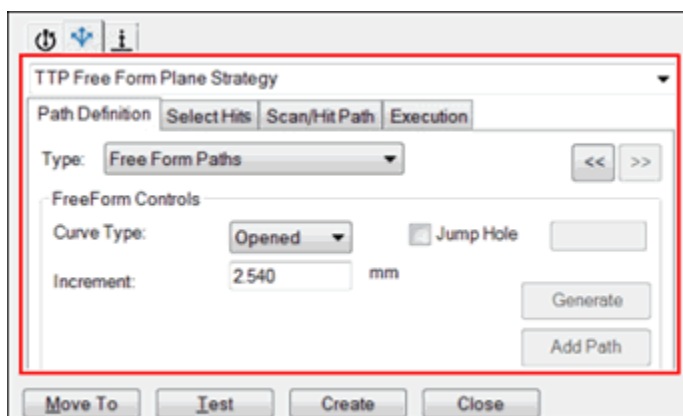 TTP Free Form Plane Strategy
Path Definition Select Hits Scan/Hit Path Execution
Type: Free Form Paths << >>
FreeForm Controls
Curve Type: Opened Jump Hole
Increment: 2.540 mm
Generate
Add Path
Move To Test Create Close